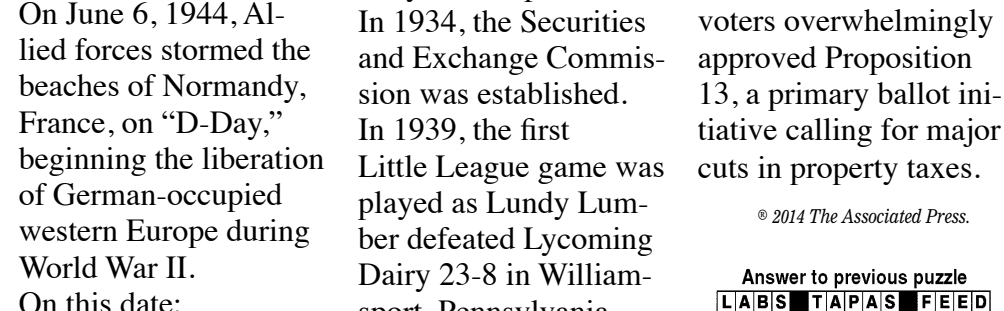 On June 6, 1944, Al-
lied forces stormed the
beaches of Normandy,
France, on “D-Day,”
beginning the liberation
of German-occupied
western Europe during
World War II.
On this date:
In 1934, the Securities
and Exchange Commis-
sion was established.
In 1939, the first
Little League game was
played as Lundy Lum-
ber defeated Lycoming
Dairy 23-8 in William-
sport, Pennsylvania
voters overwhelmingly
approved Proposition
13, a primary ballot ini-
tiative calling for major
cuts in property taxes.
® 2014 The Associated Press.
Answer to previous puzzle
LABS TAPAS FEED